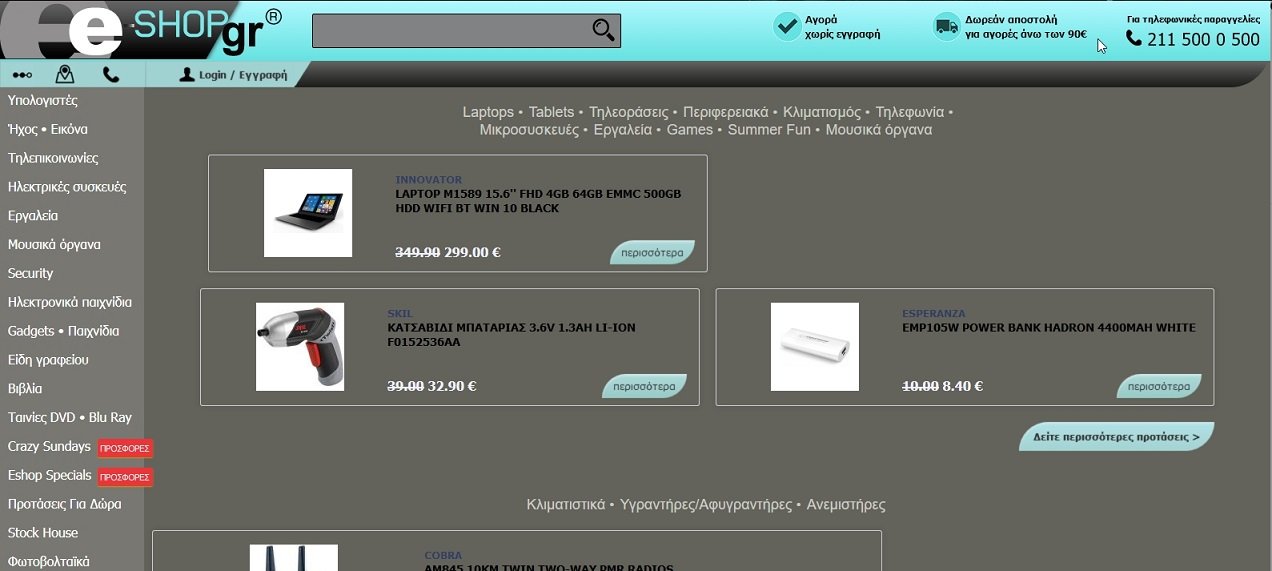 e-SHOP gr®
Αγορά
χωρίς εγγραφή
Δωρεάν αποστολή
για αγορές άνω των 90€
Για τηλεφωνικές παραγγελίες
211 500 0 500
Login / Εγγραφή
Υπολογιστές
Ήχος • Εικόνα
Τηλεπικοινωνίες
Ηλεκτρικές συσκευές
Εργαλεία
Μουσικά όργανα
Security
Ηλεκτρονικά παιχνίδια
Gadgets • Παιχνίδια
Είδη γραφείου
Βιβλία
Ταινίες DVD • Blu Ray
Crazy Sundays ΠΡΟΣΦΟΡΕΣ
Eshop Specials ΠΡΟΣΦΟΡΕΣ
Προτάσεις Για Δώρα
Stock House
Φωτοβολταϊκά
Laptops • Tablets • Τηλεοράσεις • Περιφερειακά • Κλιματισμός • Τηλεφωνία •
Μικροσυσκευές • Εργαλεία • Games • Summer Fun • Μουσικά όργανα
INNOVATOR
LAPTOP M1589 15.6'' FHD 4GB 64GB EMMC 500GB
HDD WIFI BT WIN 10 BLACK
349.90 299.00 €
περισσότερα
SKIL
ΚΑΤΣΑΒΙΔΙ ΜΠΑΤΑΡΙΑΣ 3.6V 1.3AH LI-ION
F0152536AA
39.00 32.90 €
περισσότερα
ESPERANZA
EMP105W POWER BANK HADRON 4400MAH WHITE
10.00 8.40 €
περισσότερα
Δείτε περισσότερες προτάσεις >
Κλιματιστικά • Υγραντήρες/Αφυγραντήρες • Ανεμιστήρες
COBRA
AM845 10KM TWIN TWO-WAY PMR RADIOS